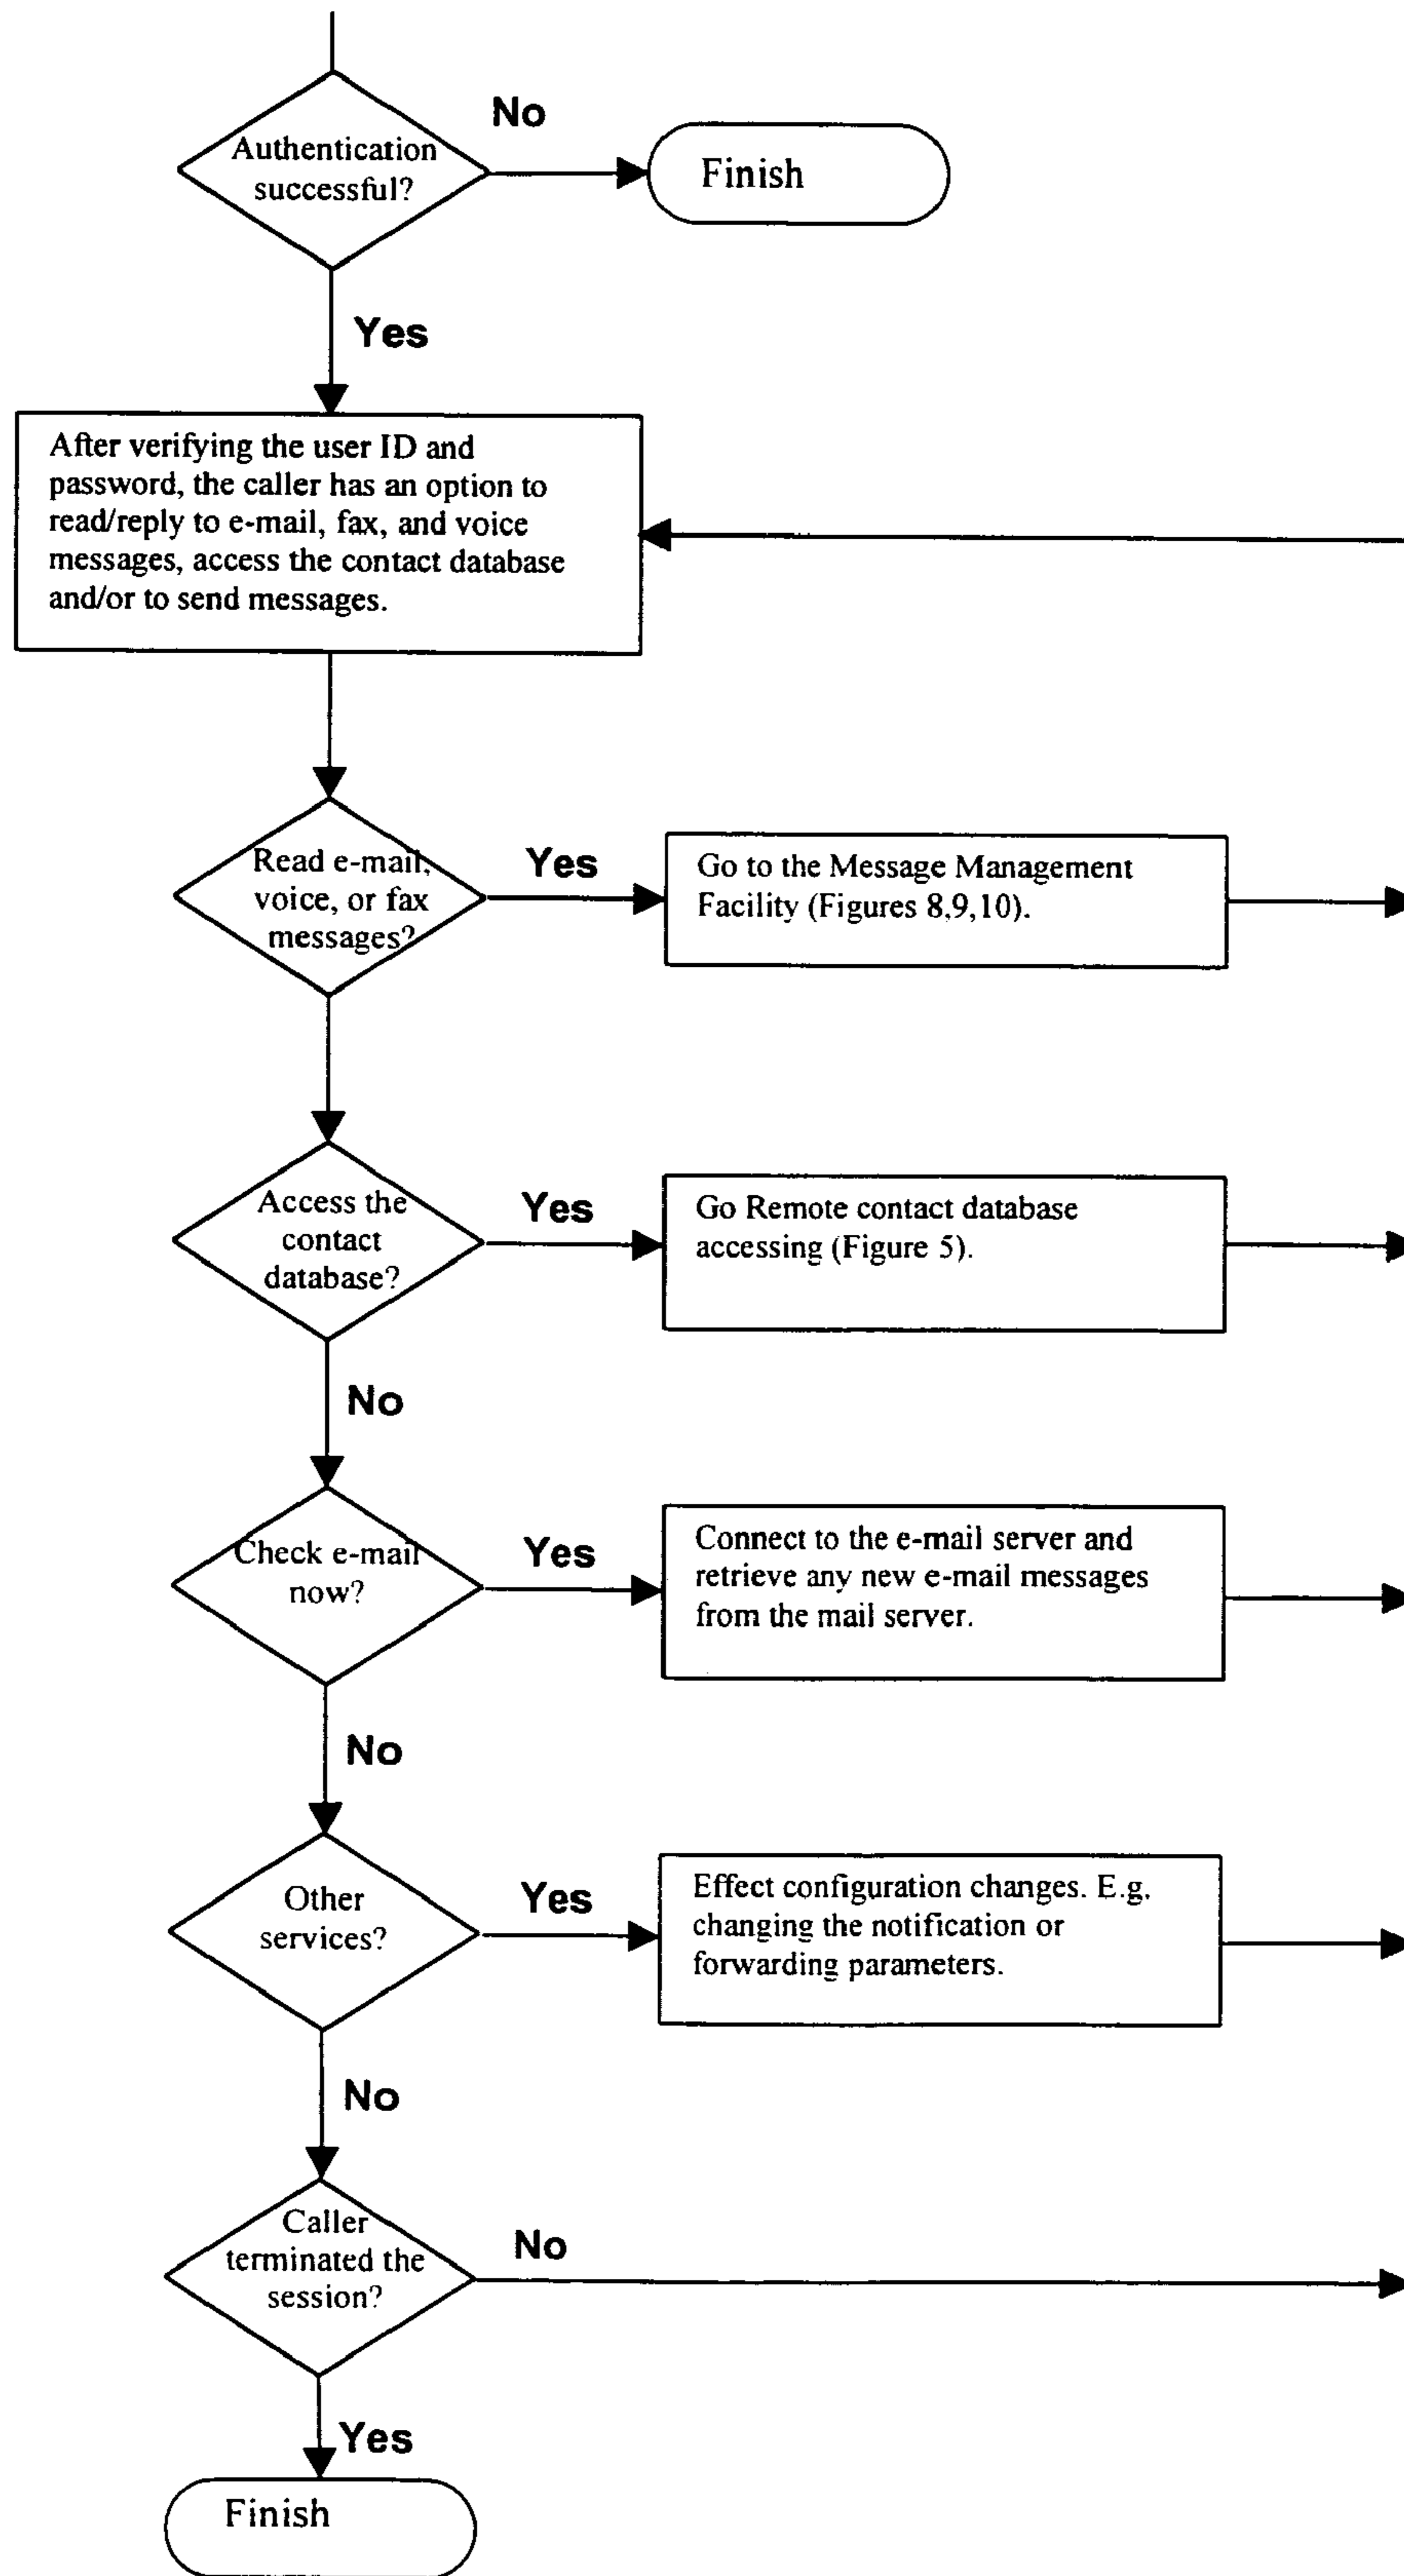 Authentication
successful?
No
Finish
Yes
After verifying the user ID and
password, the caller has an option to
read/reply to e-mail, fax, and voice
messages, access the contact database
and/or to send messages.
Read e-mail,
voice, or fax
messages?
Yes
Go to the Message Management
Facility (Figures 8,9,10).
Access the
contact
database?
Yes
Go Remote contact database
accessing (Figure 5).
No
Check e-mail
now?
Yes
Connect to the e-mail server and
retrieve any new e-mail messages
from the mail server.
No
Other
services?
Yes
Effect configuration changes. E.g.
changing the notification or
forwarding parameters.
No
Caller
terminated the
session?
No
Yes
Finish